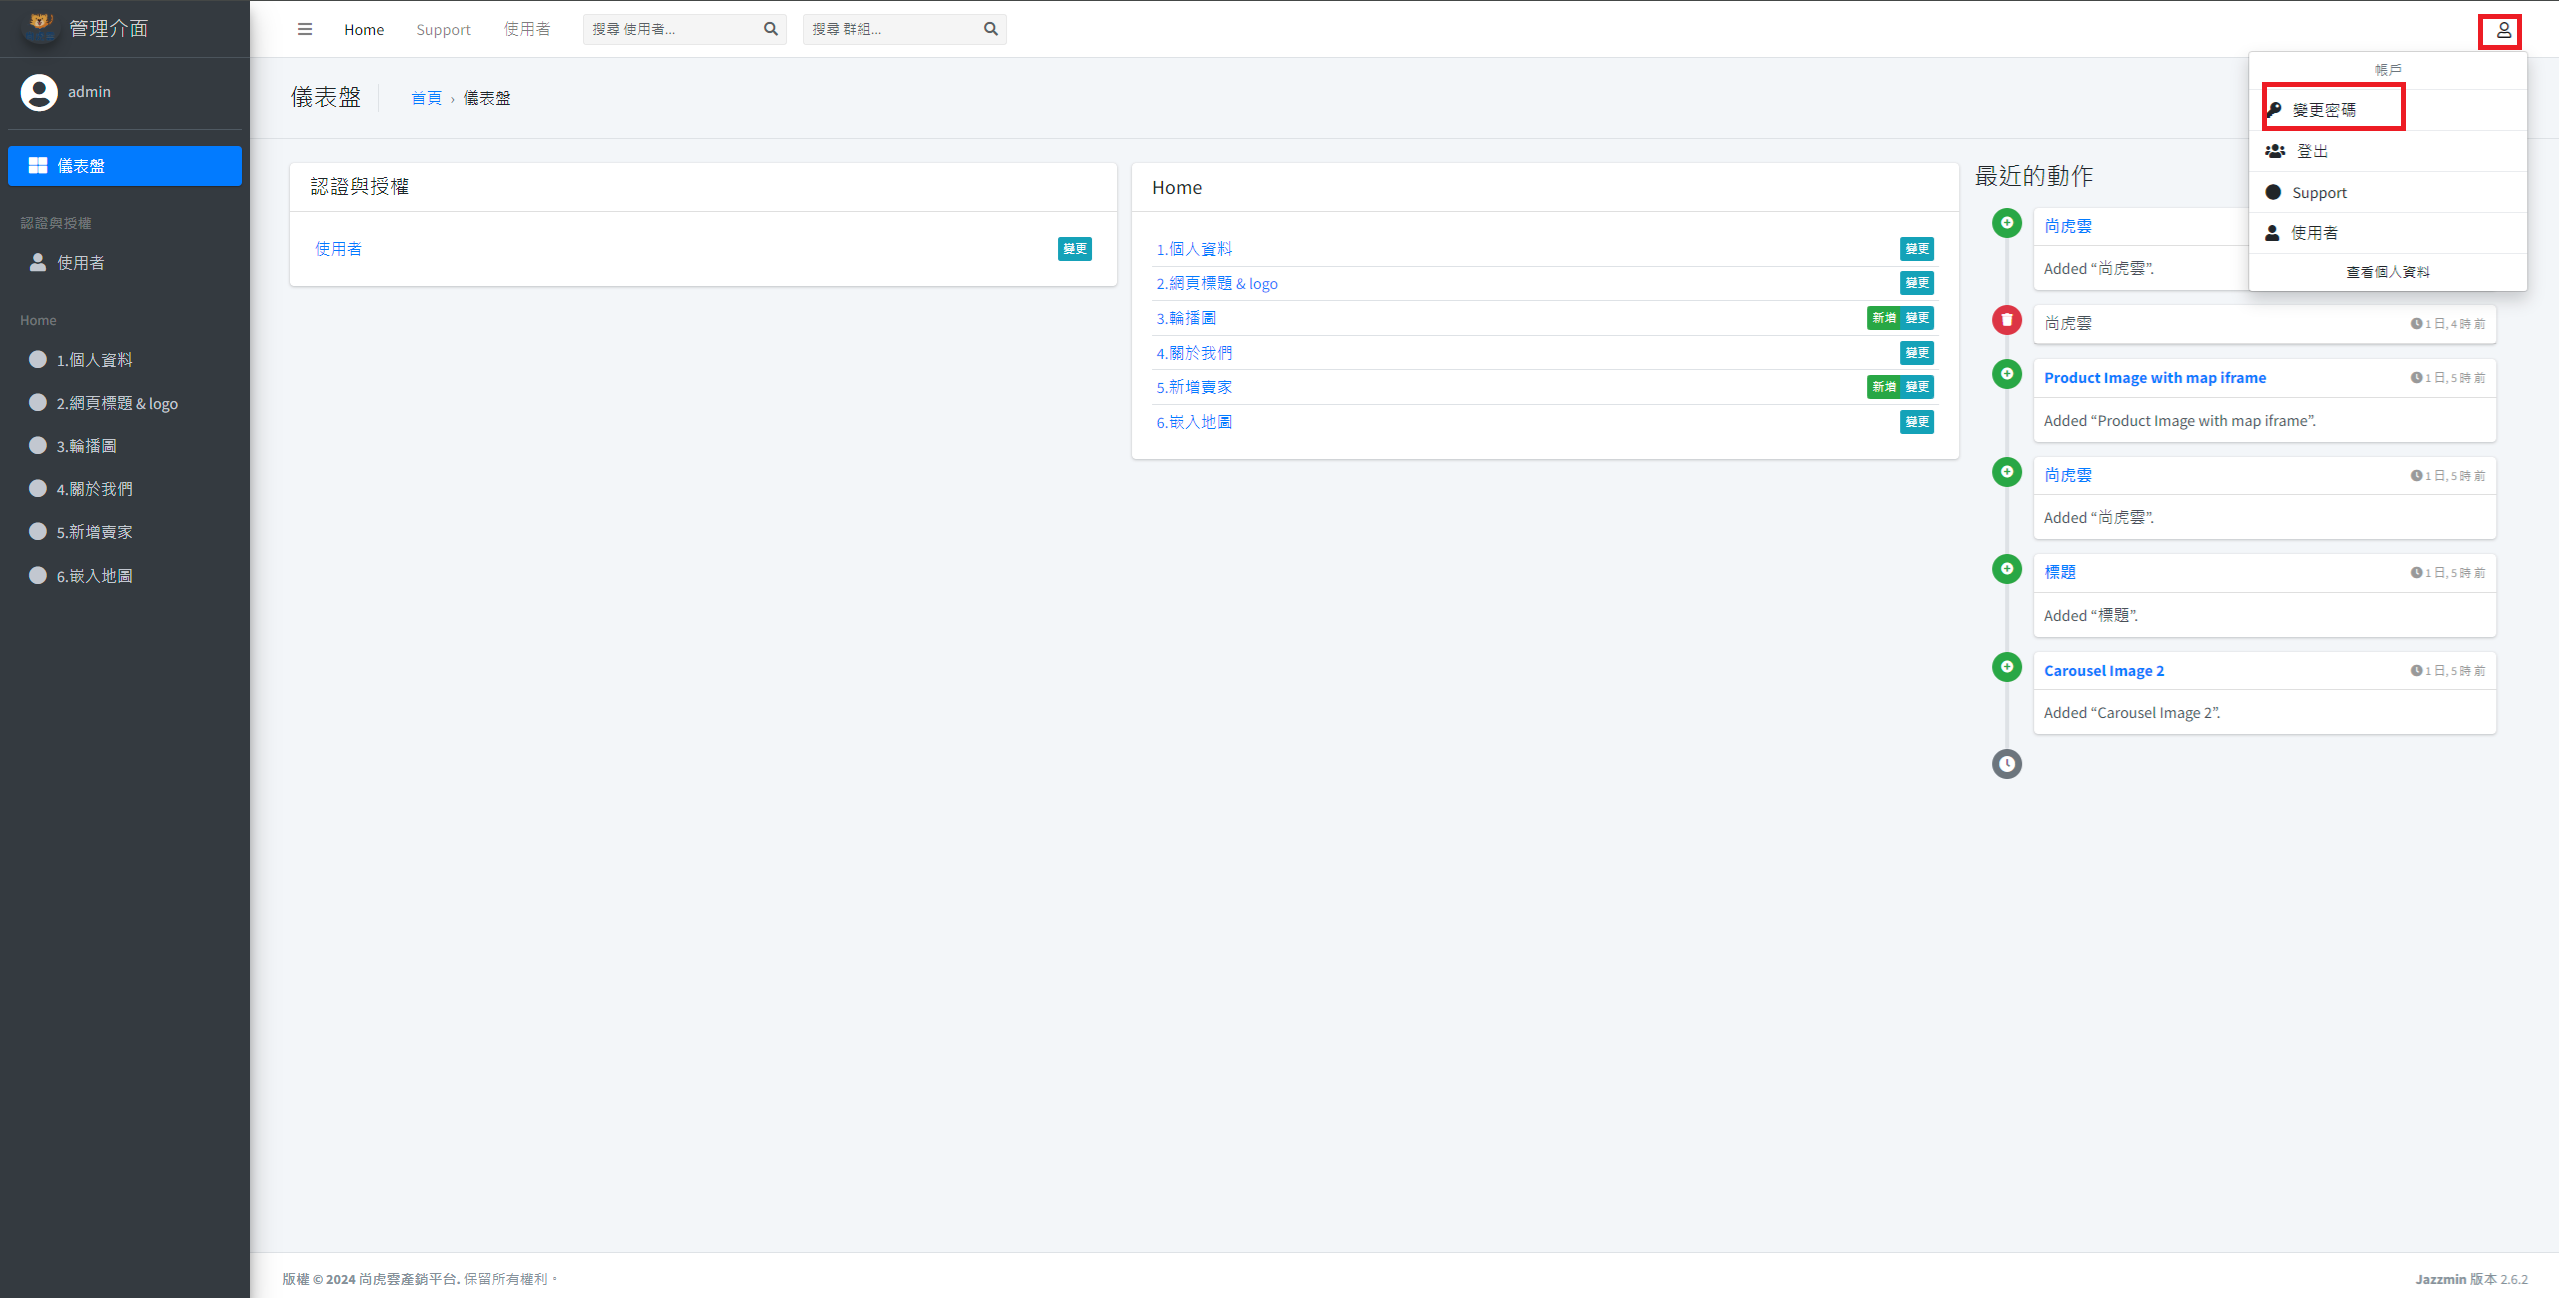 管理介面
admin
儀表盤
認證與授權
使用者
Home
1.個人資料
2.網頁標題 & logo
3.輪播圖
4.關於我們
5.新增賣家
6.嵌入地圖
Home Support 使用者 搜尋 使用者... 搜尋 群組...
儀表盤 首頁 › 儀表盤
認證與授權
使用者 變更
Home
1.個人資料 變更
2.網頁標題 & logo 變更
3.輪播圖 新增 變更
4.關於我們 變更
5.新增賣家 新增 變更
6.嵌入地圖 變更
帳戶
變更密碼
登出
Support
使用者
查看個人資料
最近的動作
尚虎雲
Added “尚虎雲”.
尚虎雲 1 日, 4 時 前
Product Image with map iframe 1 日, 5 時 前
Added “Product Image with map iframe”.
尚虎雲 1 日, 5 時 前
Added “尚虎雲”.
標題 1 日, 5 時 前
Added “標題”.
Carousel Image 2 1 日, 5 時 前
Added “Carousel Image 2”.
版權 © 2024 尚虎雲產銷平台. 保留所有權利。
Jazzmin 版本 2.6.2